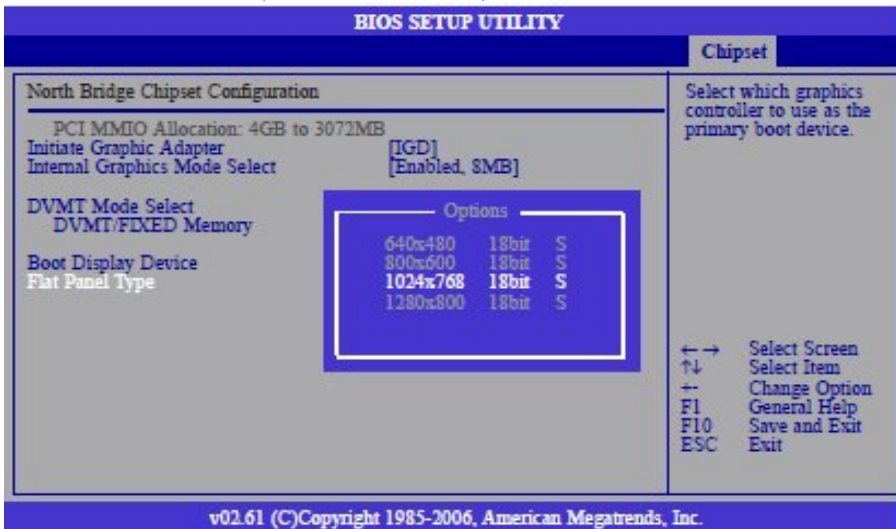 BIOS SETUP UTILITY
Chipset
North Bridge Chipset Configuration
PCI MMIO Allocation: 4GB to 3072MB
Initiate Graphic Adapter [IGD]
Internal Graphics Mode Select [Enabled, 8MB]
DVMT Mode Select
DVMT/FIXED Memory
Boot Display Device
Flat Panel Type
Options
640x480 18bit S
800x600 18bit S
1024x768 18bit S
1280x800 18bit S
Select which graphics
controller to use as the
primary boot device.
←→ Select Screen
↑↓ Select Item
+- Change Option
F1 General Help
F10 Save and Exit
ESC Exit
v02.61 (C)Copyright 1985-2006, American Megatrends, Inc.